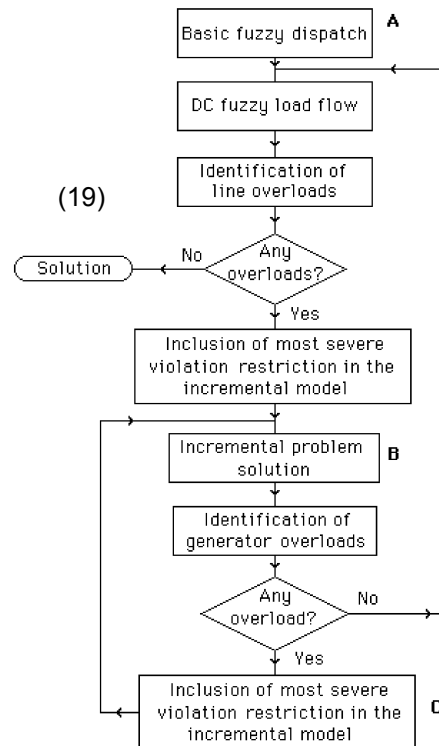 Basic fuzzy dispatch
A
DC fuzzy load flow
Identification of
line overloads
(19)
Any
overloads?
No
Solution
Yes
Inclusion of most severe
violation restriction in the
incremental model
Incremental problem
solution
B
Identification of
generator overloads
Any
overload?
No
Yes
Inclusion of most severe
violation restriction in the
incremental model
C